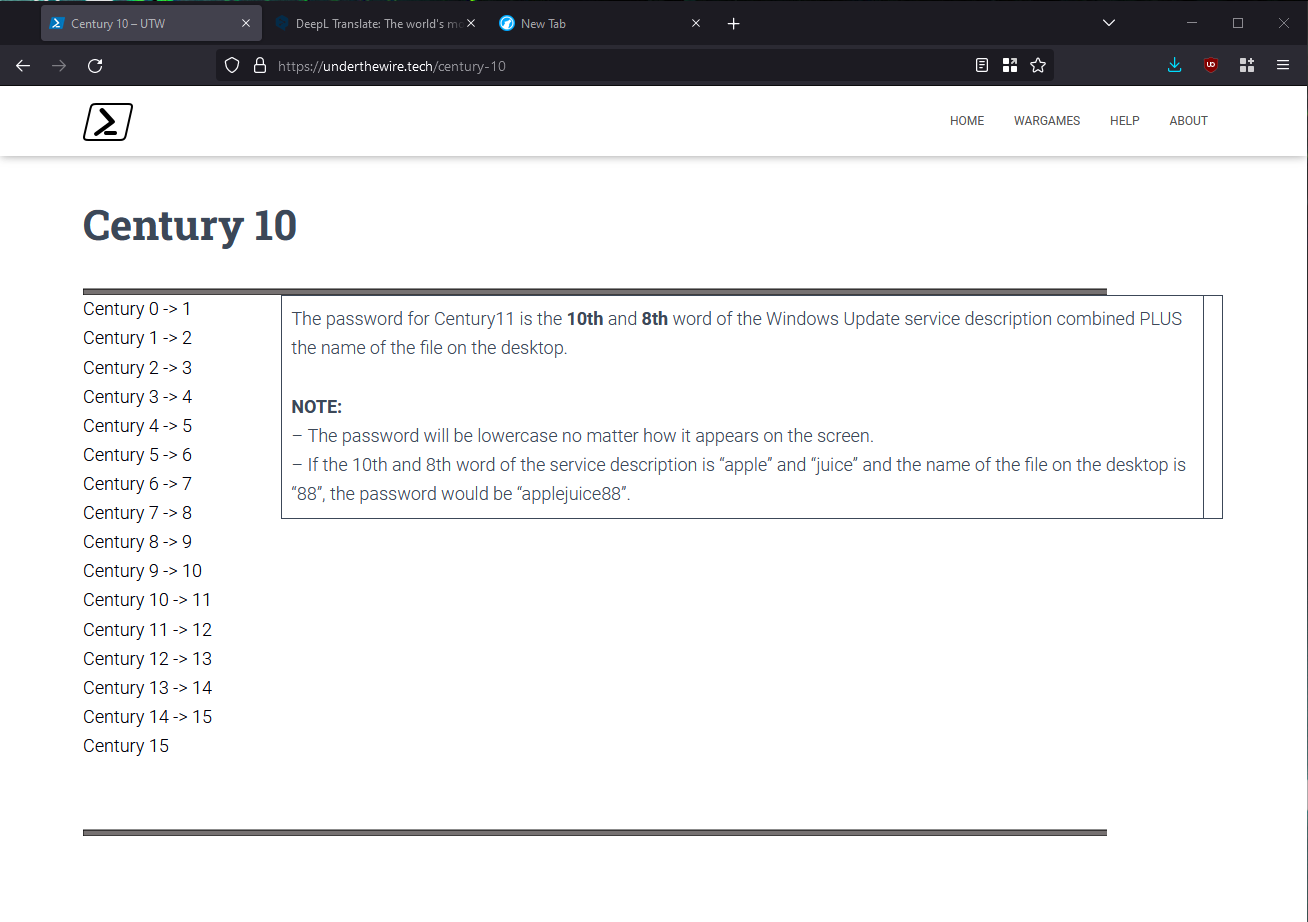 Century 10 – UTW
DeepL Translate: The world's mo
New Tab
https://underthewire.tech/century-10
HOME
WARGAMES
HELP
ABOUT
Century 10
Century 0 -> 1
Century 1 -> 2
Century 2 -> 3
Century 3 -> 4
Century 4 -> 5
Century 5 -> 6
Century 6 -> 7
Century 7 -> 8
Century 8 -> 9
Century 9 -> 10
Century 10 -> 11
Century 11 -> 12
Century 12 -> 13
Century 13 -> 14
Century 14 -> 15
Century 15
The password for Century11 is the 10th and 8th word of the Windows Update service description combined PLUS
the name of the file on the desktop.
NOTE:
– The password will be lowercase no matter how it appears on the screen.
– If the 10th and 8th word of the service description is “apple” and “juice” and the name of the file on the desktop is
“88”, the password would be “applejuice88”.